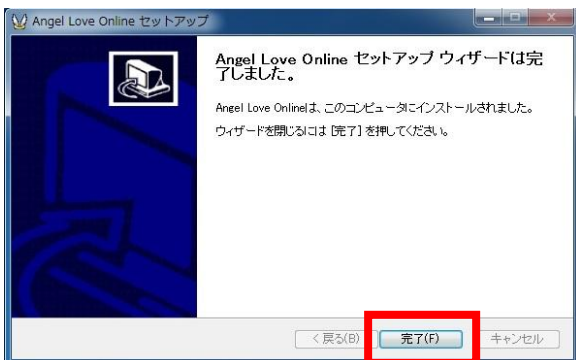 Angel Love Online セットアップ
Angel Love Online セットアップ ウィザードは完
了しました。
Angel Love Onlineは、このコンピュータにインストールされました。
ウィザードを閉じるには [完了] を押してください。
< 戻る(B)
完了(F)
キャンセル